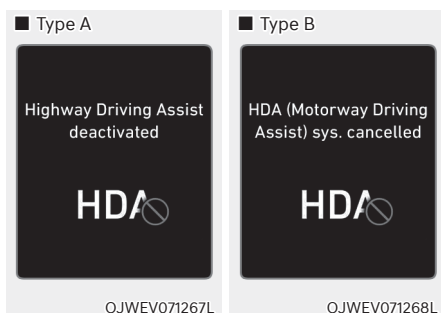 ■ Type A
Highway Driving Assist
deactivated
HDA
OJWEV071267L
■ Type B
HDA (Motorway Driving
Assist) sys. cancelled
HDA
OJWEV071268L